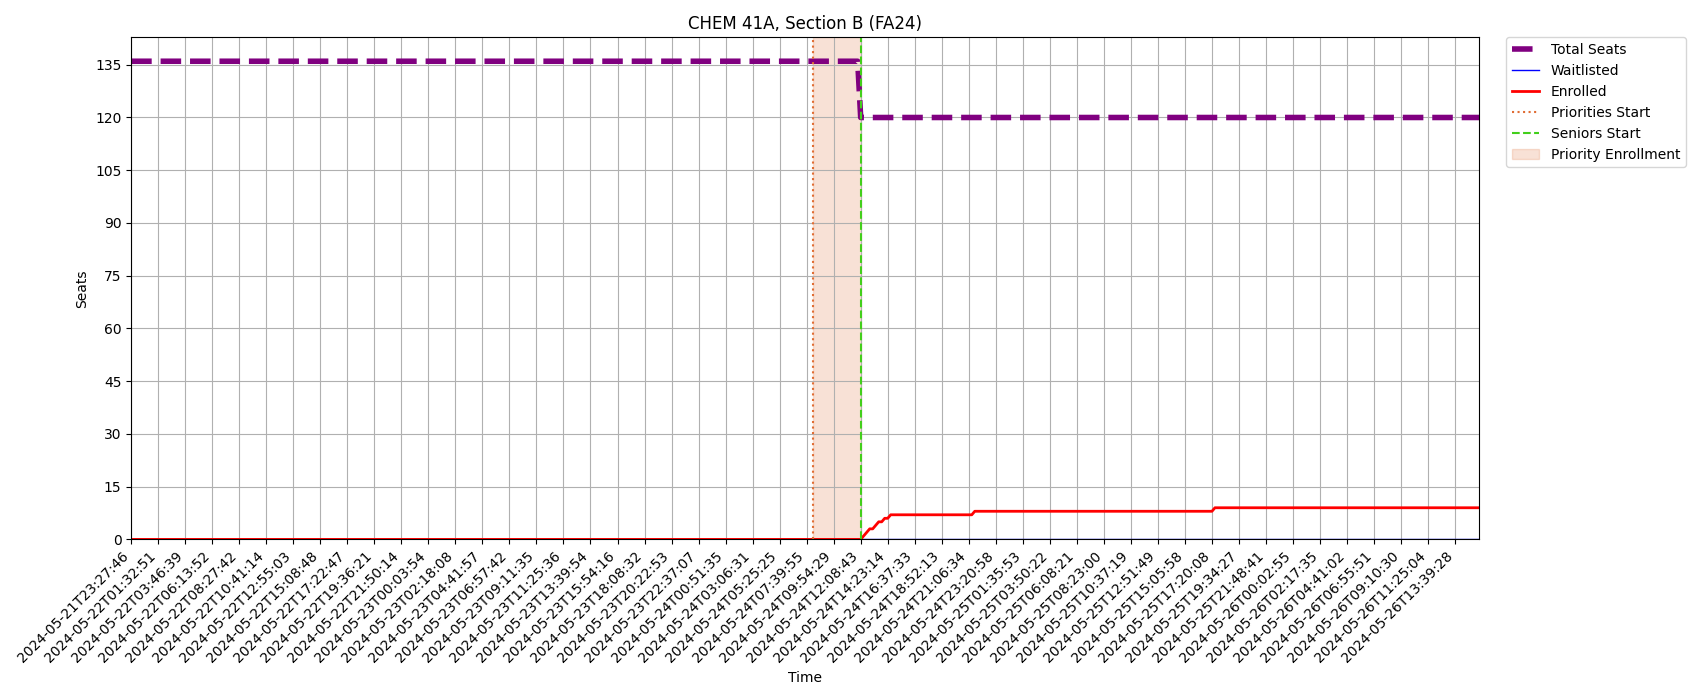 CHEM 41A, Section B (FA24)
Total Seats
Waitlisted
Enrolled
Priorities Start
Seniors Start
Priority Enrollment
Seats
135
120
105
90
75
60
45
30
15
0
2024-05-21T23:27:46
2024-05-22T01:32:51
2024-05-22T03:46:39
2024-05-22T06:13:52
2024-05-22T08:27:42
2024-05-22T10:41:14
2024-05-22T12:55:03
2024-05-22T15:08:48
2024-05-22T17:22:47
2024-05-22T19:36:21
2024-05-22T21:50:14
2024-05-23T00:03:54
2024-05-23T02:18:08
2024-05-23T04:41:57
2024-05-23T06:57:42
2024-05-23T09:11:35
2024-05-23T11:25:36
2024-05-23T13:39:54
2024-05-23T15:54:16
2024-05-23T18:08:32
2024-05-23T20:22:53
2024-05-23T22:37:07
2024-05-24T00:51:35
2024-05-24T03:06:31
2024-05-24T05:25:25
2024-05-24T07:39:55
2024-05-24T09:54:29
2024-05-24T12:08:43
2024-05-24T14:23:14
2024-05-24T16:37:33
2024-05-24T18:52:13
2024-05-24T21:06:34
2024-05-24T23:20:58
2024-05-25T01:35:53
2024-05-25T03:50:22
2024-05-25T06:08:21
2024-05-25T08:23:00
2024-05-25T10:37:19
2024-05-25T12:51:49
2024-05-25T15:05:58
2024-05-25T17:20:08
2024-05-25T19:34:27
2024-05-25T21:48:41
2024-05-26T00:02:55
2024-05-26T02:17:35
2024-05-26T04:41:02
2024-05-26T06:55:51
2024-05-26T09:10:30
2024-05-26T11:25:04
2024-05-26T13:39:28
Time